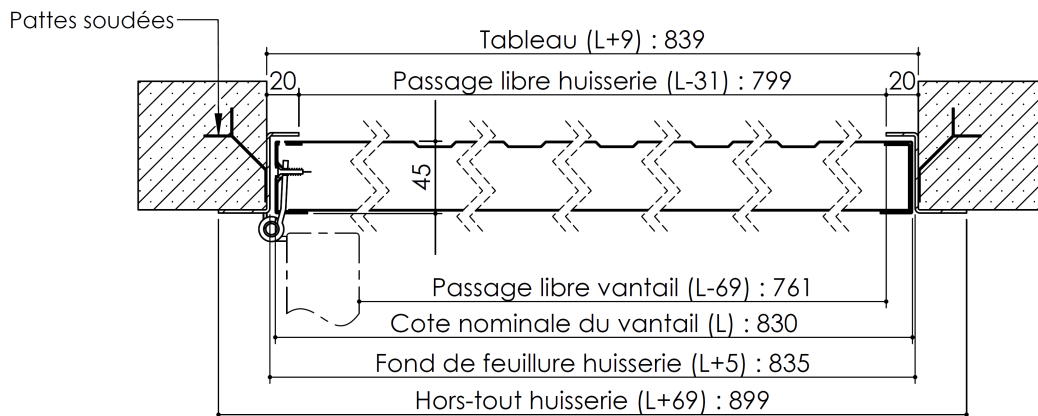 Pattes soudées
Tableau (L+9) : 839
20
Passage libre huisserie (L-31) : 799
20
45
Passage libre vantail (L-69) : 761
Cote nominale du vantail (L) : 830
Fond de feuillure huisserie (L+5) : 835
Hors-tout huisserie (L+69) : 899